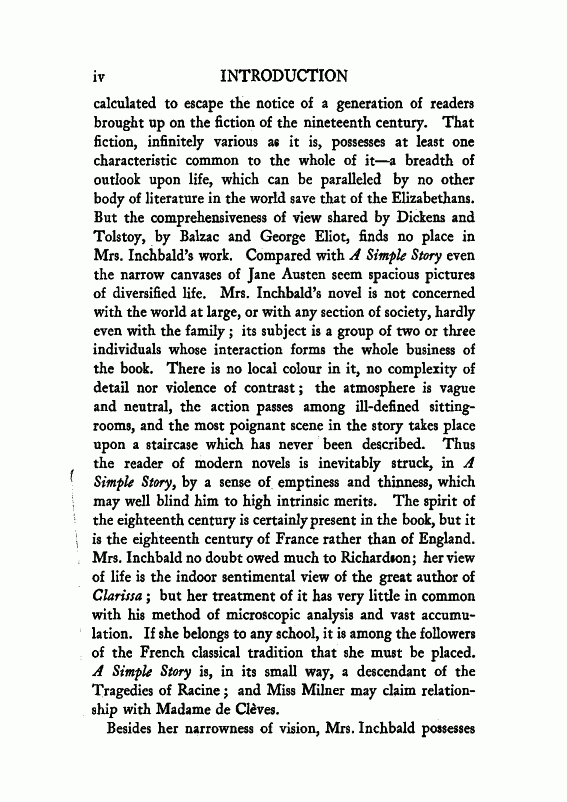 iv INTRODUCTION
calculated to escape the notice of a generation of readers
brought up on the fiction of the nineteenth century. That
fiction, infinitely various as it is, possesses at least one
characteristic common to the whole of it—a breadth of
outlook upon life, which can be paralleled by no other
body of literature in the world save that of the Elizabethans.
But the comprehensiveness of view shared by Dickens and
Tolstoy, by Balzac and George Eliot, finds no place in
Mrs. Inchbald's work. Compared with A Simple Story even
the narrow canvases of Jane Austen seem spacious pictures
of diversified life. Mrs. Inchbald's novel is not concerned
with the world at large, or with any section of society, hardly
even with the family; its subject is a group of two or three
individuals whose interaction forms the whole business of
the book. There is no local colour in it, no complexity of
detail nor violence of contrast; the atmosphere is vague
and neutral, the action passes among ill-defined sitting-
rooms, and the most poignant scene in the story takes place
upon a staircase which has never been described. Thus
the reader of modern novels is inevitably struck, in A
Simple Story, by a sense of emptiness and thinness, which
may well blind him to high intrinsic merits. The spirit of
the eighteenth century is certainly present in the book, but it
is the eighteenth century of France rather than of England.
Mrs. Inchbald no doubt owed much to Richardson; her view
of life is the indoor sentimental view of the great author of
Clarissa; but her treatment of it has very little in common
with his method of microscopic analysis and vast accumu-
lation. If she belongs to any school, it is among the followers
of the French classical tradition that she must be placed.
A Simple Story is, in its small way, a descendant of the
Tragedies of Racine; and Miss Milner may claim relation-
ship with Madame de Clèves.
Besides her narrowness of vision, Mrs. Inchbald possesses